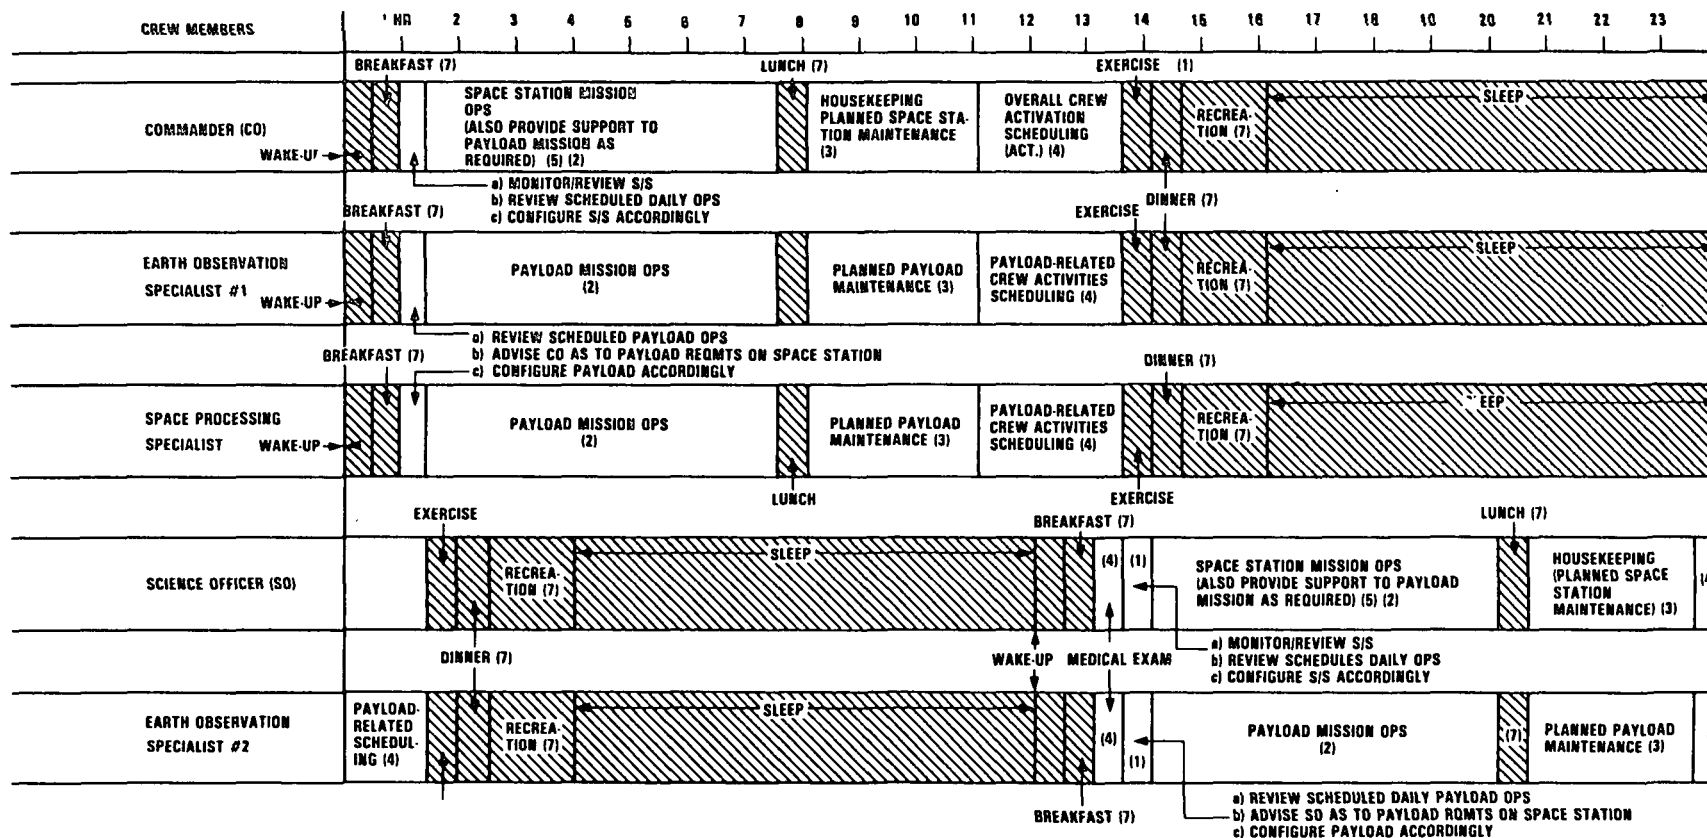 CREW MEMBERS
1 HR 2 3 4 5 6 7 8 9 10 11 12 13 14 15 16 17 18 19 20 21 22 23
BREAKFAST (7)
LUNCH (7)
EXERCISE (1)
COMMANDER (CO)
WAKE-UP
SPACE STATION MISSION
OPS
(ALSO PROVIDE SUPPORT TO
PAYLOAD MISSION AS
REQUIRED) (5) (2)
HOUSEKEEPING
PLANNED SPACE STA-
TION MAINTENANCE
(3)
OVERALL CREW
ACTIVATION
SCHEDULING
(ACT.) (4)
RECREA-
TION (7)
SLEEP
a) MONITOR/REVIEW S/S
b) REVIEW SCHEDULED DAILY OPS
c) CONFIGURE S/S ACCORDINGLY
BREAKFAST (7)
EXERCISE
DINNER (7)
EARTH OBSERVATION
SPECIALIST #1
WAKE-UP
PAYLOAD MISSION OPS
(2)
PLANNED PAYLOAD
MAINTENANCE (3)
PAYLOAD-RELATED
CREW ACTIVITIES
SCHEDULING (4)
RECREA-
TION (7)
SLEEP
a) REVIEW SCHEDULED PAYLOAD OPS
b) ADVISE CO AS TO PAYLOAD REQMTS ON SPACE STATION
c) CONFIGURE PAYLOAD ACCORDINGLY
BREAKFAST (7)
DINNER (7)
SPACE PROCESSING
SPECIALIST
WAKE-UP
PAYLOAD MISSION OPS
(2)
PLANNED PAYLOAD
MAINTENANCE (3)
PAYLOAD-RELATED
CREW ACTIVITIES
SCHEDULING (4)
RECREA-
TION (7)
LUNCH
EXERCISE
EXERCISE
BREAKFAST (7)
LUNCH (7)
SCIENCE OFFICER (SO)
RECREA-
TION (7)
SLEEP
(4)
(1)
SPACE STATION MISSION OPS
(ALSO PROVIDE SUPPORT TO PAYLOAD
MISSION AS REQUIRED) (5) (2)
HOUSEKEEPING
(PLANNED SPACE
STATION
MAINTENANCE) (3)
DINNER (7)
WAKE-UP
MEDICAL EXAM
a) MONITOR/REVIEW S/S
b) REVIEW SCHEDULES DAILY OPS
c) CONFIGURE S/S ACCORDINGLY
EARTH OBSERVATION
SPECIALIST #2
PAYLOAD-
RELATED
SCHEDUL-
ING (4)
RECREA-
TION (7)
SLEEP
(4)
(1)
PAYLOAD MISSION OPS
(2)
(7)
PLANNED PAYLOAD
MAINTENANCE (3)
BREAKFAST (7)
a) REVIEW SCHEDULED DAILY PAYLOAD OPS
b) ADVISE SO AS TO PAYLOAD RQMTS ON SPACE STATION
c) CONFIGURE PAYLOAD ACCORDINGLY